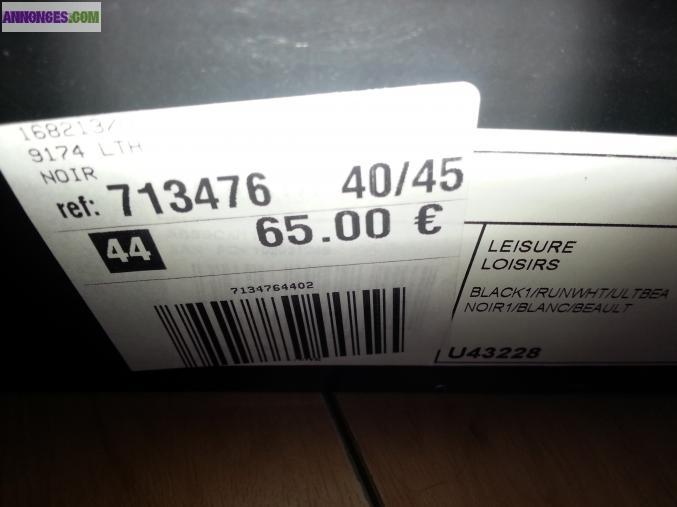 ANNONCES.COM
168213/
9174 LTH
NOIR
ref: 713476 40/45
44 65.00 €
7134764402
LEISURE
LOISIRS
BLACK1/RUNWHT/ULTBEA
NOIR1/BLANC/BEAULT
U43228